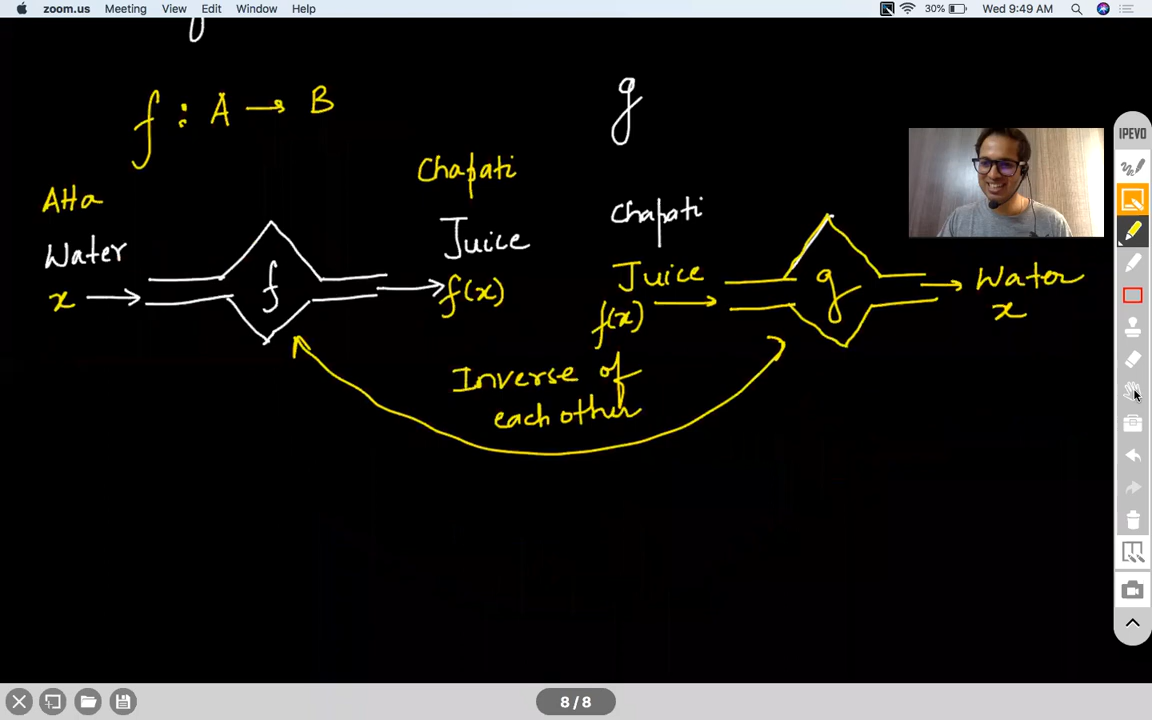 zoom.us Meeting View Edit Window Help 30% Wed 9:49 AM
f : A → B
g
IPEVO
Atta
Water
x
f
Chapati
Juice
f(x)
Chapati
Juice
f(x)
g
Water
x
Inverse of
each other
8 / 8